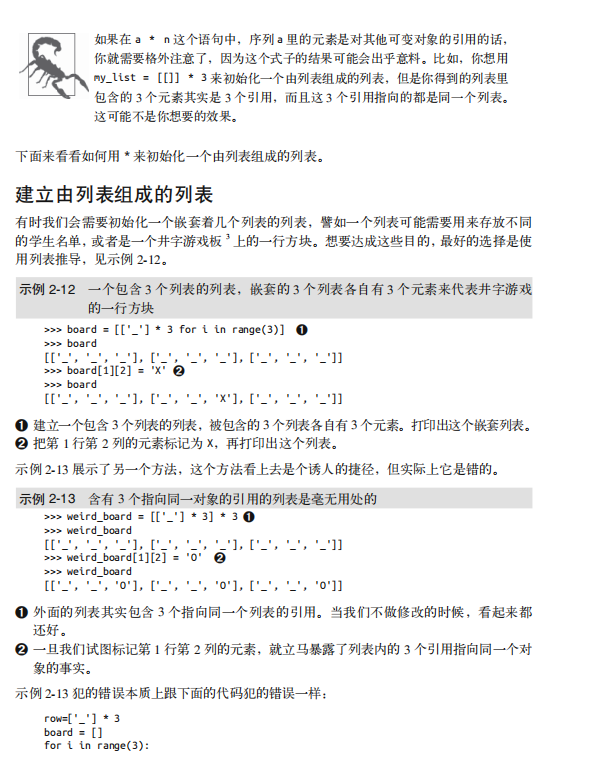 如果在 a * n 这个语句中，序列 a 里的元素是对其他可变对象的引用的话，
你就需要格外注意了，因为这个式子的结果可能会出乎意料。比如，你想用
my_list = [[]] * 3 来初始化一个由列表组成的列表，但是你得到的列表里
包含的 3 个元素其实是 3 个引用，而且这 3 个引用指向的都是同一个列表。
这可能不是你想要的效果。
下面来看看如何用 * 来初始化一个由列表组成的列表。
建立由列表组成的列表
有时我们会需要初始化一个嵌套着几个列表的列表，譬如一个列表可能需要用来存放不同
的学生名单，或者是一个井字游戏板 3 上的一行方块。想要达成这些目的，最好的选择是使
用列表推导，见示例 2-12。
示例 2-12 一个包含 3 个列表的列表，嵌套的 3 个列表各自有 3 个元素来代表井字游戏
的一行方块
>>> board = [['_'] * 3 for i in range(3)] ❶
>>> board
[['_', '_', '_'], ['_', '_', '_'], ['_', '_', '_']]
>>> board[1][2] = 'X' ❷
>>> board
[['_', '_', '_'], ['_', '_', 'X'], ['_', '_', '_']]
❶ 建立一个包含 3 个列表的列表，被包含的 3 个列表各自有 3 个元素。打印出这个嵌套列表。
❷ 把第 1 行第 2 列的元素标记为 X，再打印出这个列表。
示例 2-13 展示了另一个方法，这个方法看上去是个诱人的捷径，但实际上它是错的。
示例 2-13 含有 3 个指向同一对象的引用的列表是毫无用处的
>>> weird_board = [['_'] * 3] * 3 ❶
>>> weird_board
[['_', '_', '_'], ['_', '_', '_'], ['_', '_', '_']]
>>> weird_board[1][2] = 'O' ❷
>>> weird_board
[['_', '_', 'O'], ['_', '_', 'O'], ['_', '_', 'O']]
❶ 外面的列表其实包含 3 个指向同一个列表的引用。当我们不做修改的时候，看起来都
还好。
❷ 一旦我们试图标记第 1 行第 2 列的元素，就立马暴露了列表内的 3 个引用指向同一个对
象的事实。
示例 2-13 犯的错误本质上跟下面的代码犯的错误一样：
row=['_'] * 3
board = []
for i in range(3):